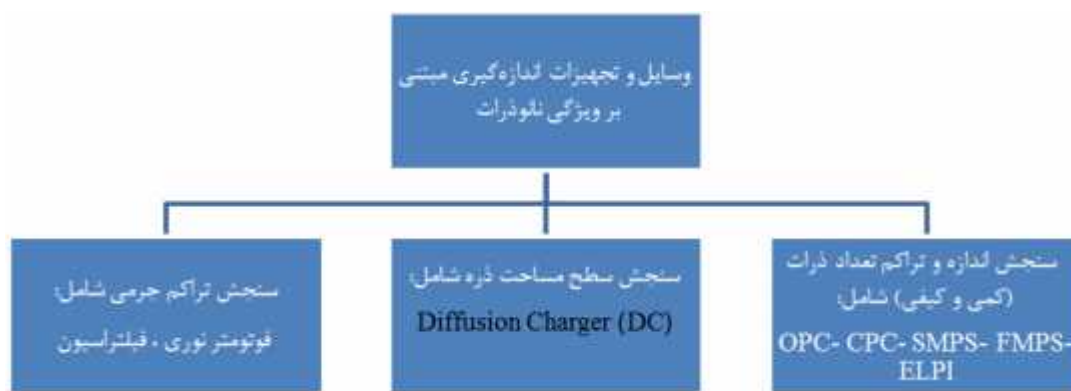 وسایل و تجهیزات اندازه‌گیری مبتنی
بر ویژگی نانوذرات
سنجش اندازه و تراکم تعداد ذرات
(کمی و کیفی) شامل:
OPC- CPC- SMPS- FMPS-
ELPI
سنجش سطح مساحت ذره شامل:
Diffusion Charger (DC)
سنجش تراکم جرمی شامل:
فوتومتر نوری ، فیلتراسیون